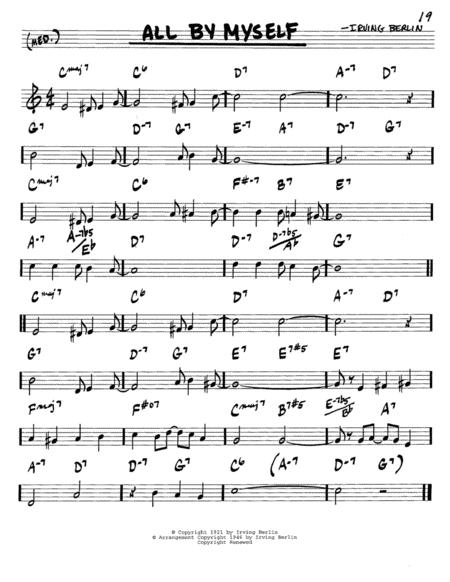 19
(MED.)
ALL BY MYSELF
-IRVING BERLIN
Cmaj7 C6 D7 A-7 D7
G7 D-7 G7 E-7 A7 D-7 G7
Cmaj7 C6 F#-7 B7 E7
A-7 A-7b5/Eb D7 D-7 D-7b5/Ab G7
Cmaj7 C6 D7 A-7 D7
G7 D-7 G7 E7 E7#5 E7
Fmaj7 F#o7 Cmaj7 B7#5 E-7b5/Bb A7
A-7 D7 D-7 G7 C6 (A-7 D-7 G7)
© Copyright 1921 by Irving Berlin
© Arrangement Copyright 1946 by Irving Berlin
Copyright Renewed